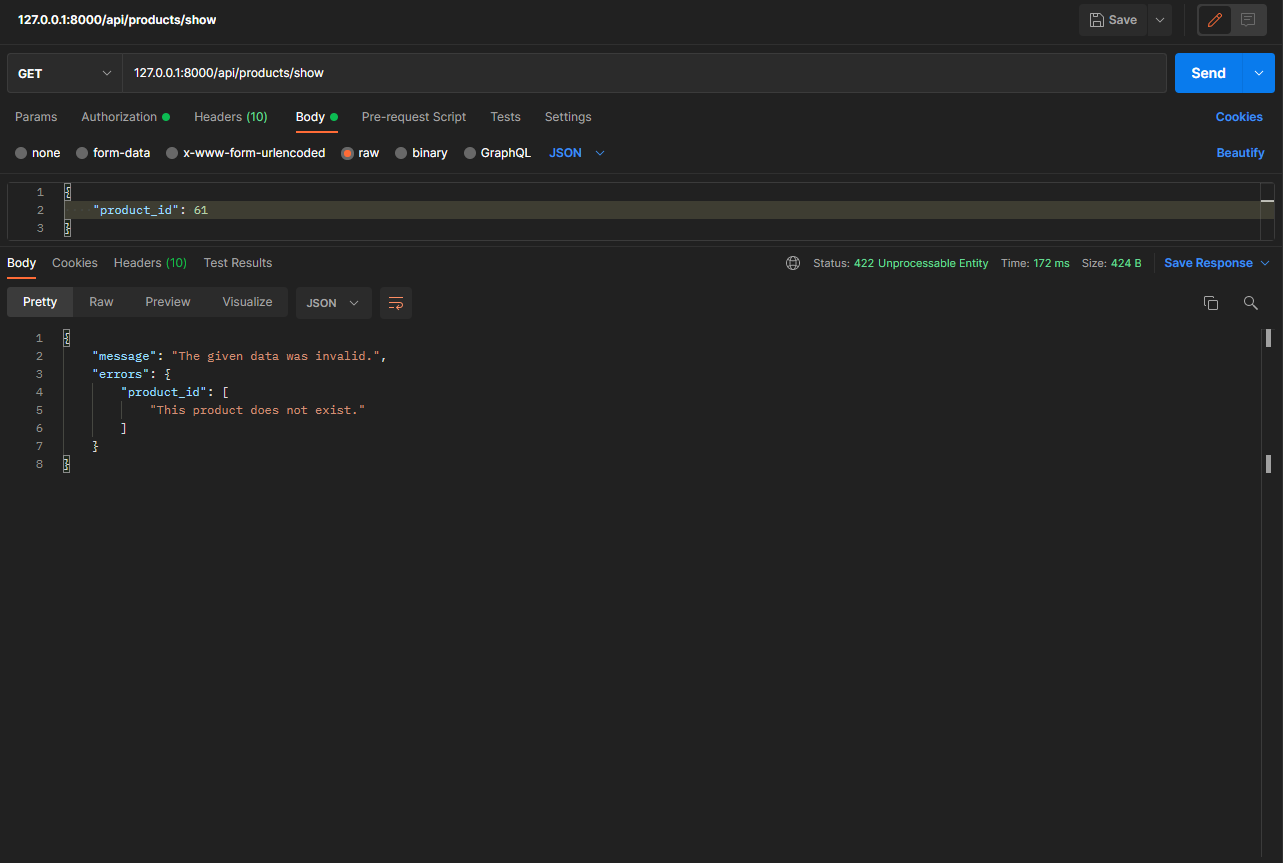 127.0.0.1:8000/api/products/show Save
GET 127.0.0.1:8000/api/products/show Send
Params Authorization Headers (10) Body Pre-request Script Tests Settings Cookies
none form-data x-www-form-urlencoded raw binary GraphQL JSON Beautify
1 {
2 "product_id": 61
3 }
Body Cookies Headers (10) Test Results Status: 422 Unprocessable Entity Time: 172 ms Size: 424 B Save Response
Pretty Raw Preview Visualize JSON
1 {
2 "message": "The given data was invalid.",
3 "errors": {
4 "product_id": [
5 "This product does not exist."
6 ]
7 }
8 }